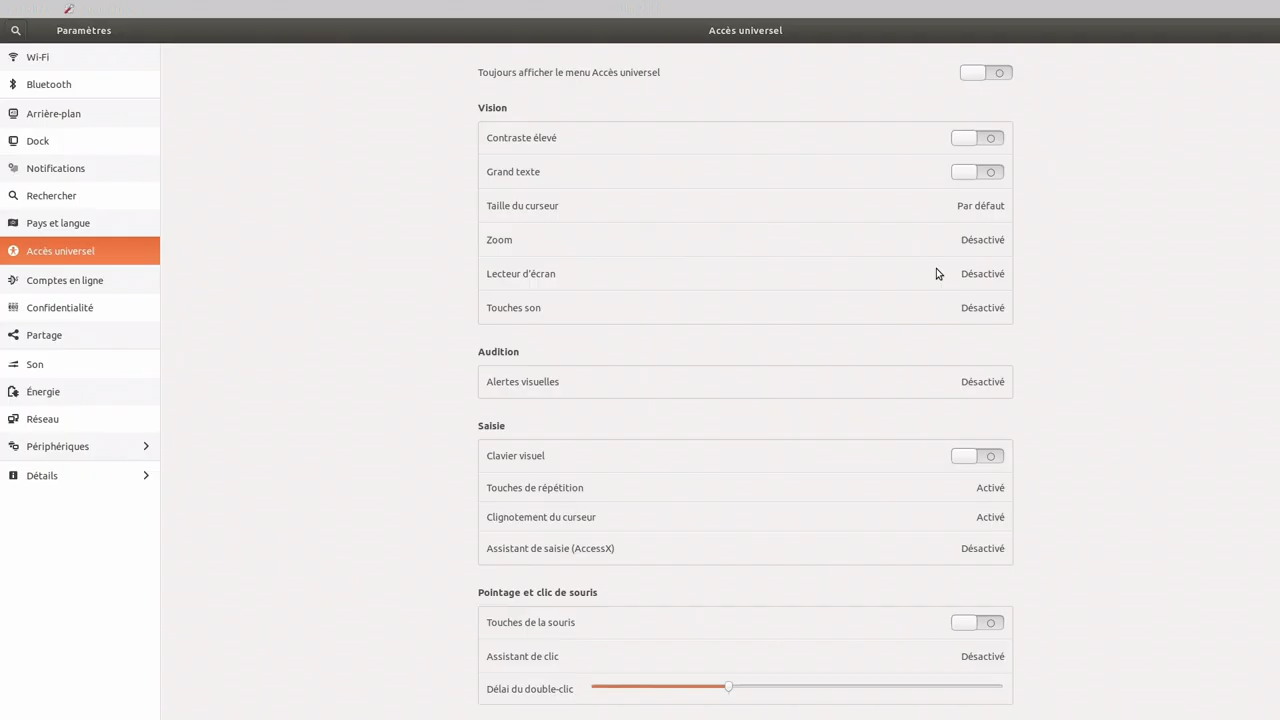 Paramètres
Accès universel
Wi-Fi
Bluetooth
Arrière-plan
Dock
Notifications
Rechercher
Pays et langue
Accès universel
Comptes en ligne
Confidentialité
Partage
Son
Énergie
Réseau
Périphériques
Détails
Toujours afficher le menu Accès universel
Vision
Contraste élevé
Grand texte
Taille du curseur Par défaut
Zoom Désactivé
Lecteur d'écran Désactivé
Touches son Désactivé
Audition
Alertes visuelles Désactivé
Saisie
Clavier visuel
Touches de répétition Activé
Clignotement du curseur Activé
Assistant de saisie (AccessX) Désactivé
Pointage et clic de souris
Touches de la souris
Assistant de clic Désactivé
Délai du double-clic